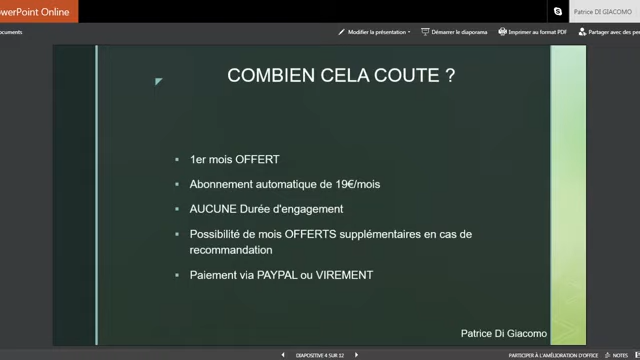 PowerPoint Online
Patrice DI GIACOMO
Modifier la présentation
Démarrer le diaporama
Imprimer au format PDF
Partager avec des per
COMBIEN CELA COUTE ?
1er mois OFFERT
Abonnement automatique de 19€/mois
AUCUNE Durée d'engagement
Possibilité de mois OFFERTS supplémentaires en cas de
recommandation
Paiement via PAYPAL ou VIREMENT
Patrice Di Giacomo
DIAPOSITIVE 4 SUR 12
PARTICIPER À L'AMÉLIORATION D'OFFICE
NOTES